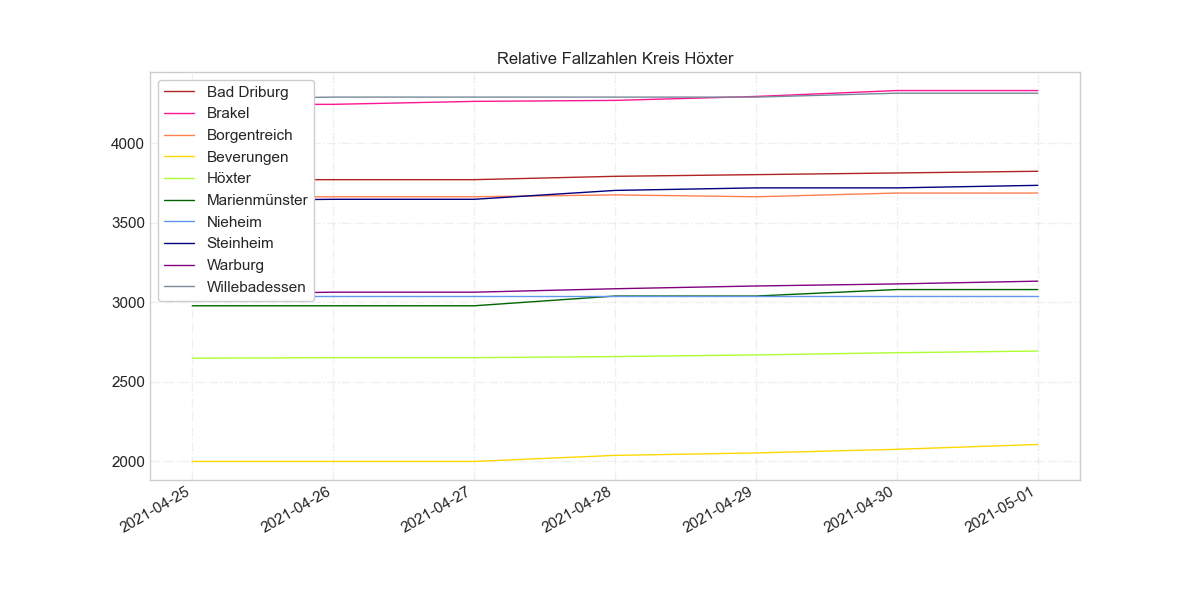 Relative Fallzahlen Kreis Höxter
Bad Driburg
Brakel
Borgentreich
Beverungen
Höxter
Marienmünster
Nieheim
Steinheim
Warburg
Willebadessen
4000
3500
3000
2500
2000
2021-04-25
2021-04-26
2021-04-27
2021-04-28
2021-04-29
2021-04-30
2021-05-01